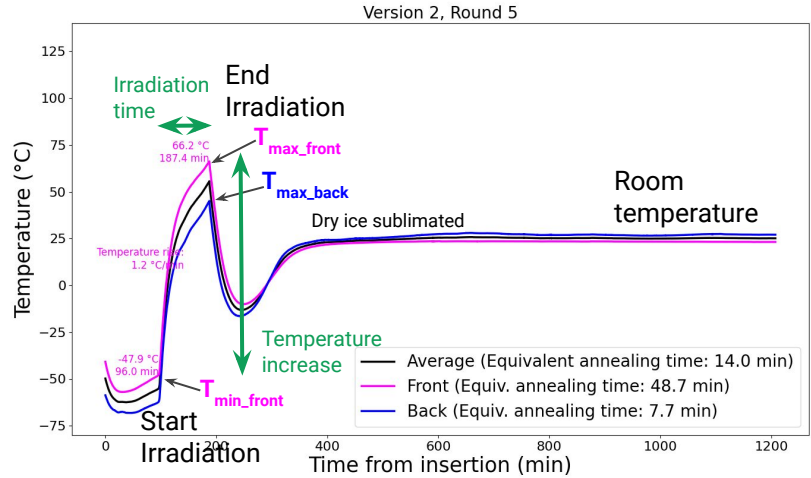 Version 2, Round 5
125
100
75
50
25
0
−25
−50
−75
Temperature (°C)
Irradiation
time
End
Irradiation
66.2 °C
187.4 min
T_max_front
T_max_back
Room
temperature
Dry ice sublimated
Temperature rise:
1.2 °C/min
Temperature
increase
-47.9 °C
96.0 min
T_min_front
Average (Equivalent annealing time: 14.0 min)
Front (Equiv. annealing time: 48.7 min)
Back (Equiv. annealing time: 7.7 min)
Start
Irradiation
0
200
400
600
800
1000
1200
Time from insertion (min)